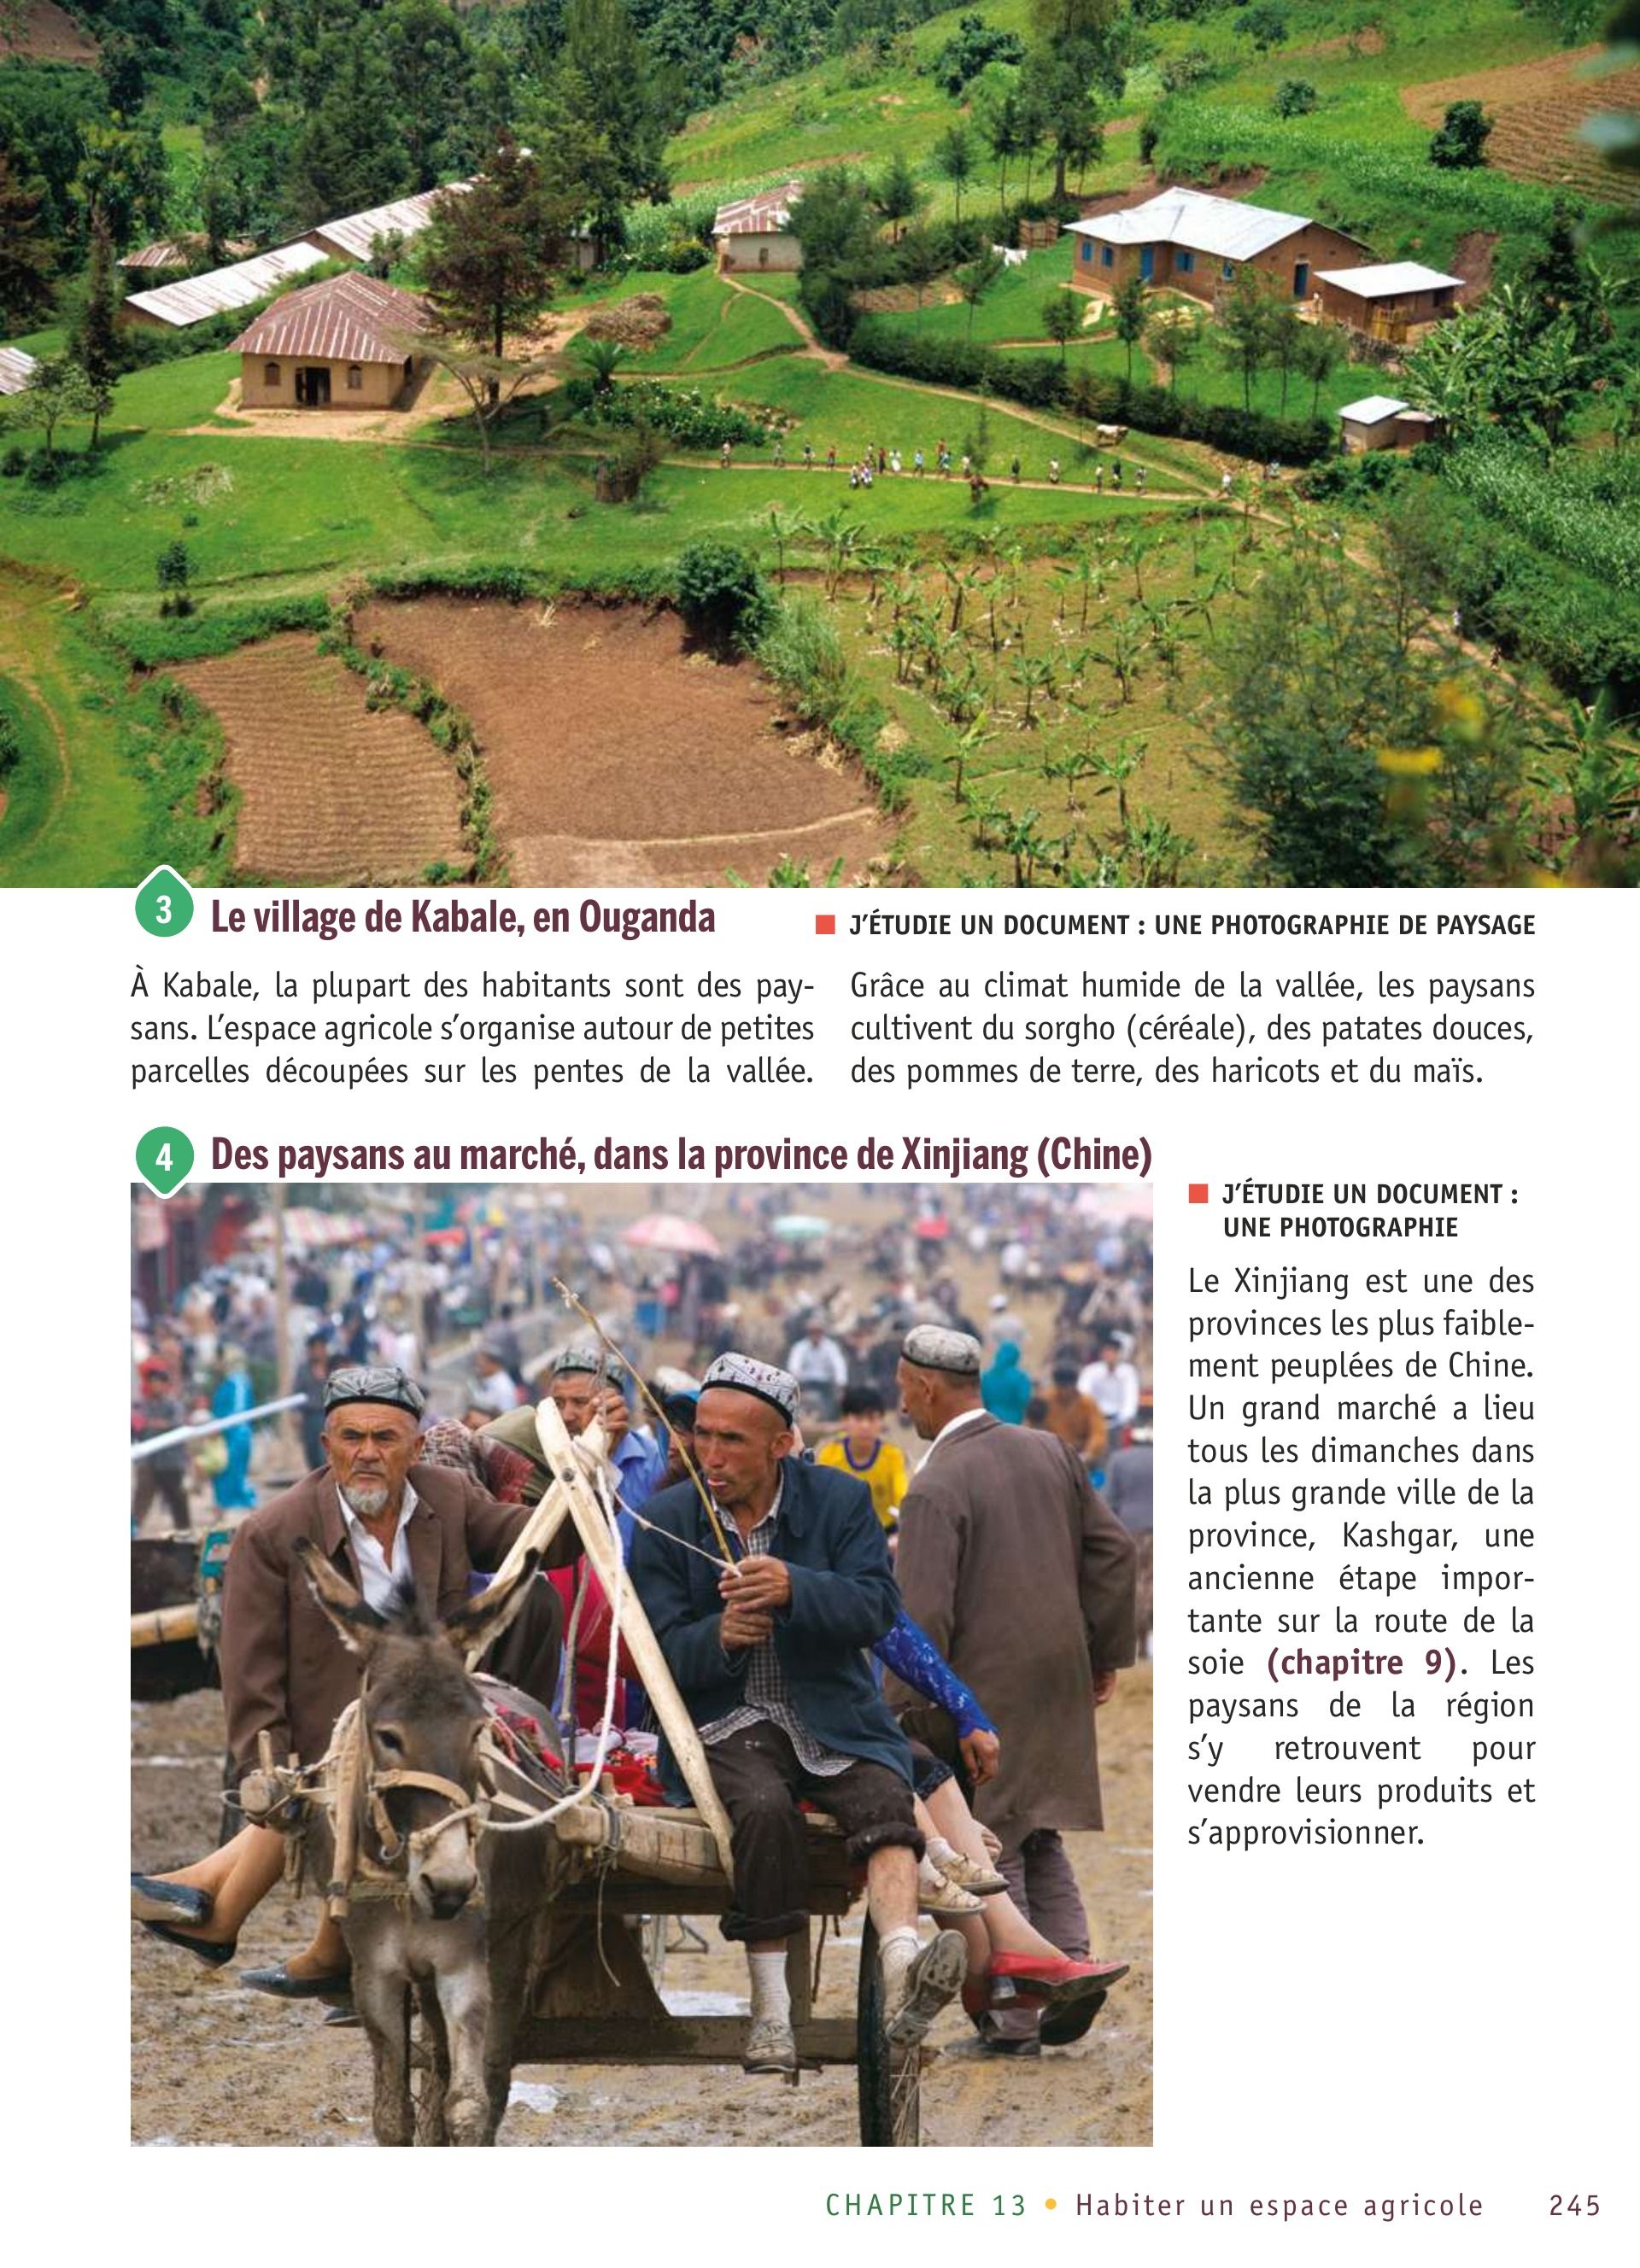 3
Le village de Kabale, en Ouganda
■ J'ÉTUDIE UN DOCUMENT : UNE PHOTOGRAPHIE DE PAYSAGE
À Kabale, la plupart des habitants sont des pay-
sans. L'espace agricole s'organise autour de petites
parcelles découpées sur les pentes de la vallée.
Grâce au climat humide de la vallée, les paysans
cultivent du sorgho (céréale), des patates douces,
des pommes de terre, des haricots et du maïs.
4
Des paysans au marché, dans la province de Xinjiang (Chine)
■ J'ÉTUDIE UN DOCUMENT :
UNE PHOTOGRAPHIE
Le Xinjiang est une des
provinces les plus faible-
ment peuplées de Chine.
Un grand marché a lieu
tous les dimanches dans
la plus grande ville de la
province, Kashgar, une
ancienne étape impor-
tante sur la route de la
soie (chapitre 9). Les
paysans de la région
s'y retrouvent pour
vendre leurs produits et
s'approvisionner.
CHAPITRE 13 • Habiter un espace agricole 245